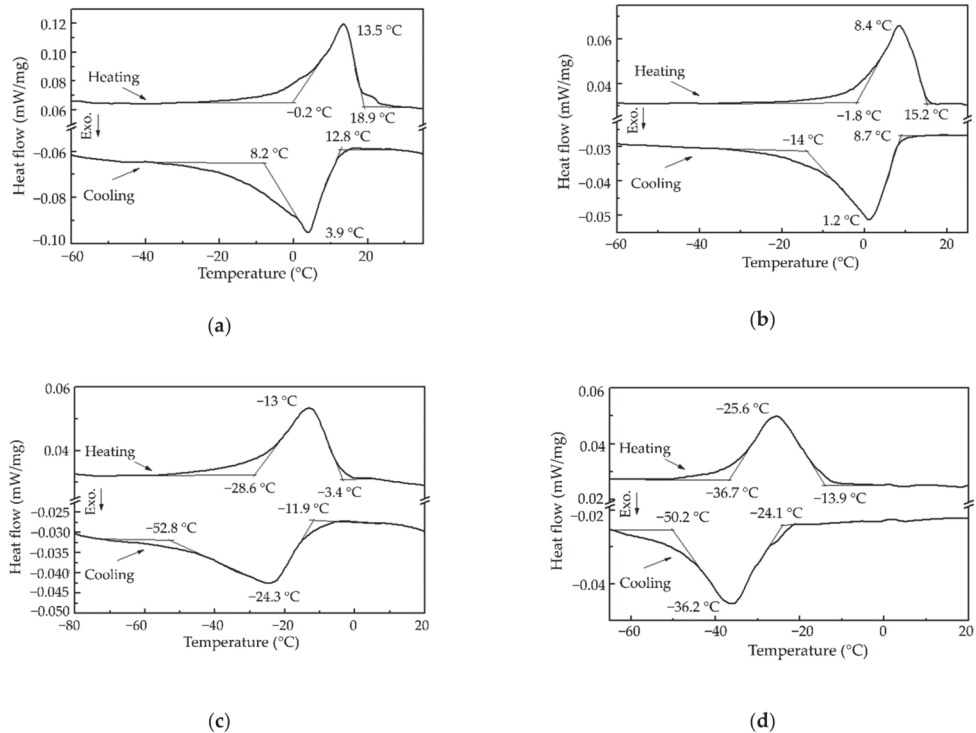 0.12
0.10
0.08
0.06
−0.06
−0.08
−0.10
Heat flow (mW/mg)
Heating
Exo.
Cooling
13.5 °C
−0.2 °C
18.9 °C
12.8 °C
8.2 °C
3.9 °C
−60
−40
−20
0
20
Temperature (°C)
(a)
0.06
0.04
−0.03
−0.04
−0.05
Heat flow (mW/mg)
Heating
Exo.
Cooling
8.4 °C
−1.8 °C
15.2 °C
−14 °C
8.7 °C
1.2 °C
−60
−40
−20
0
20
Temperature (°C)
(b)
0.06
0.04
−0.025
−0.030
−0.035
−0.040
−0.045
−0.050
Heat flow (mW/mg)
Heating
Exo.
Cooling
−13 °C
−28.6 °C
−3.4 °C
−11.9 °C
−52.8 °C
−24.3 °C
−80
−60
−40
−20
0
20
Temperature (°C)
(c)
0.06
0.04
0.02
−0.02
−0.04
Heat flow (mW/mg)
Heating
Exo.
Cooling
−25.6 °C
−36.7 °C
−13.9 °C
−50.2 °C
−24.1 °C
−36.2 °C
−60
−40
−20
0
20
Temperature (°C)
(d)